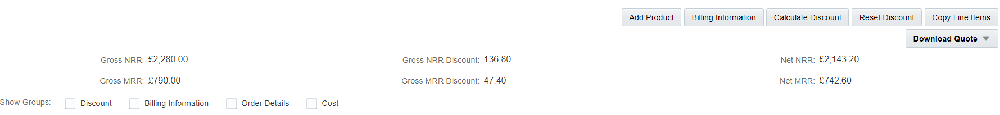 Add Product Billing Information Calculate Discount Reset Discount Copy Line Items
Download Quote
Gross NRR: £2,280.00 Gross NRR Discount: 136.80 Net NRR: £2,143.20
Gross MRR: £790.00 Gross MRR Discount: 47.40 Net MRR: £742.60
Show Groups: Discount Billing Information Order Details Cost